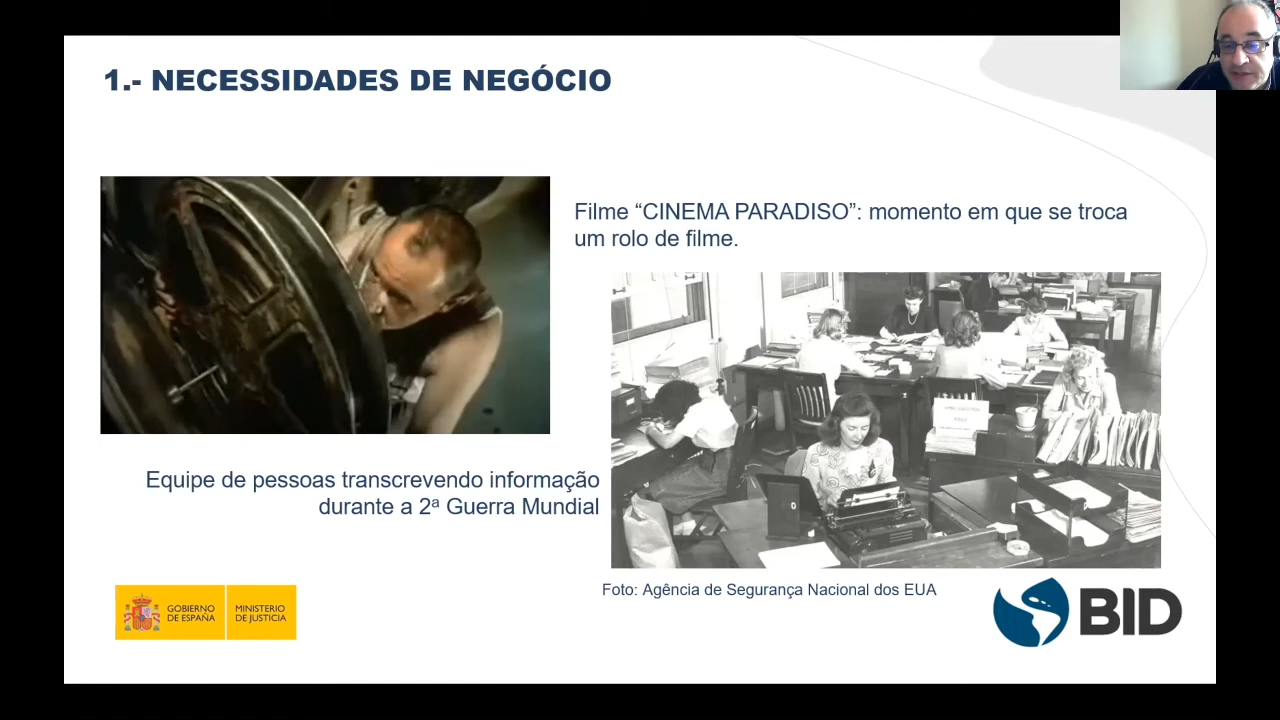 1.- NECESSIDADES DE NEGÓCIO
Filme “CINEMA PARADISO”: momento em que se troca
um rolo de filme.
Equipe de pessoas transcrevendo informação
durante a 2ª Guerra Mundial
Foto: Agência de Segurança Nacional dos EUA
GOBIERNO
DE ESPAÑA
MINISTERIO
DE JUSTICIA
BID